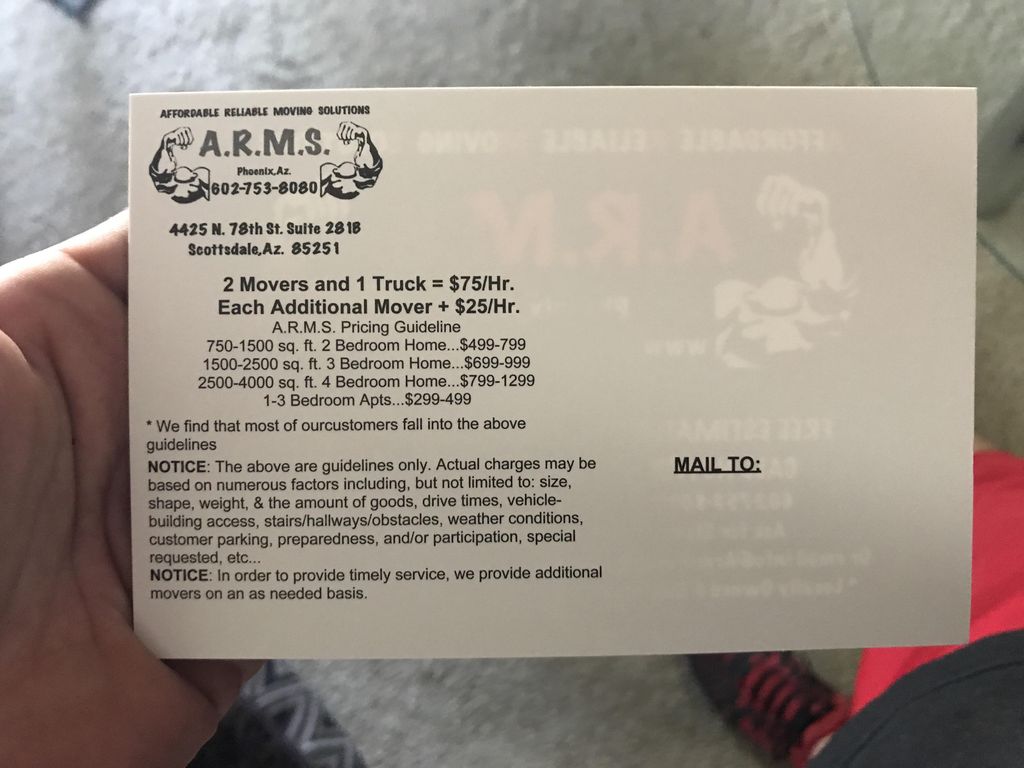 AFFORDABLE RELIABLE MOVING SOLUTIONS
A.R.M.S.
Phoenix,Az.
602-753-8080
4425 N. 78th St. Suite 281B
Scottsdale,Az. 85251
2 Movers and 1 Truck = $75/Hr.
Each Additional Mover + $25/Hr.
A.R.M.S. Pricing Guideline
750-1500 sq. ft. 2 Bedroom Home...$499-799
1500-2500 sq. ft. 3 Bedroom Home...$699-999
2500-4000 sq. ft. 4 Bedroom Home...$799-1299
1-3 Bedroom Apts...$299-499
* We find that most of ourcustomers fall into the above
guidelines
NOTICE: The above are guidelines only. Actual charges may be
based on numerous factors including, but not limited to: size,
shape, weight, & the amount of goods, drive times, vehicle-
building access, stairs/hallways/obstacles, weather conditions,
customer parking, preparedness, and/or participation, special
requested, etc...
NOTICE: In order to provide timely service, we provide additional
movers on an as needed basis.
MAIL TO: